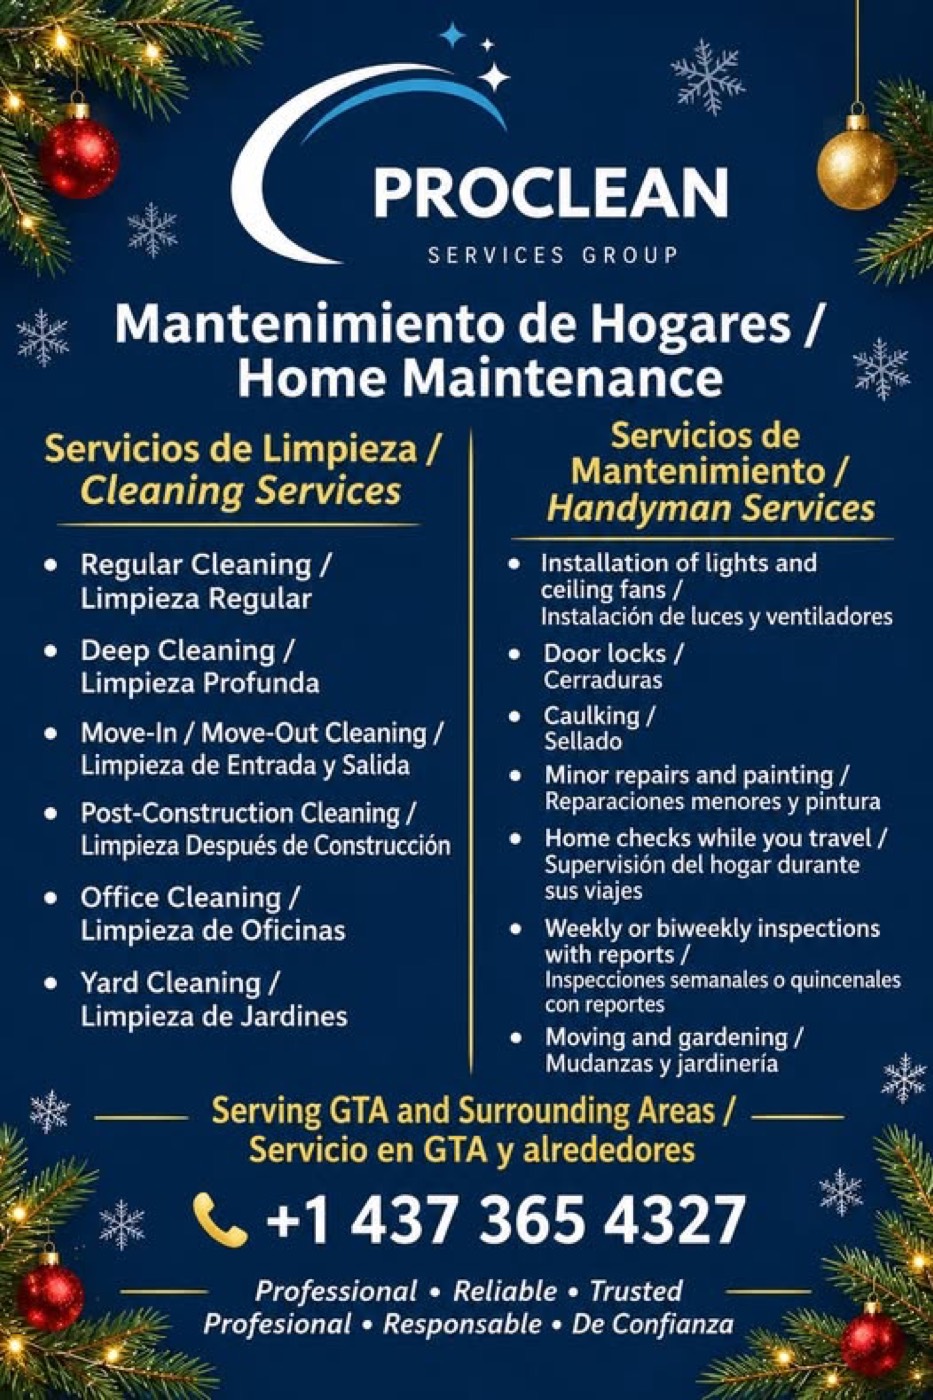 PROCLEAN
SERVICES GROUP
Mantenimiento de Hogares /
Home Maintenance
Servicios de Limpieza /
Cleaning Services
• Regular Cleaning /
Limpieza Regular
• Deep Cleaning /
Limpieza Profunda
• Move-In / Move-Out Cleaning /
Limpieza de Entrada y Salida
• Post-Construction Cleaning /
Limpieza Después de Construcción
• Office Cleaning /
Limpieza de Oficinas
• Yard Cleaning /
Limpieza de Jardines
Servicios de
Mantenimiento /
Handyman Services
• Installation of lights and
ceiling fans /
Instalación de luces y ventiladores
• Door locks /
Cerraduras
• Caulking /
Sellado
• Minor repairs and painting /
Reparaciones menores y pintura
• Home checks while you travel /
Supervisión del hogar durante
sus viajes
• Weekly or biweekly inspections
with reports /
Inspecciones semanales o quincenales
con reportes
• Moving and gardening /
Mudanzas y jardinería
Serving GTA and Surrounding Areas /
Servicio en GTA y alrededores
+1 437 365 4327
Professional • Reliable • Trusted
Profesional • Responsable • De Confianza